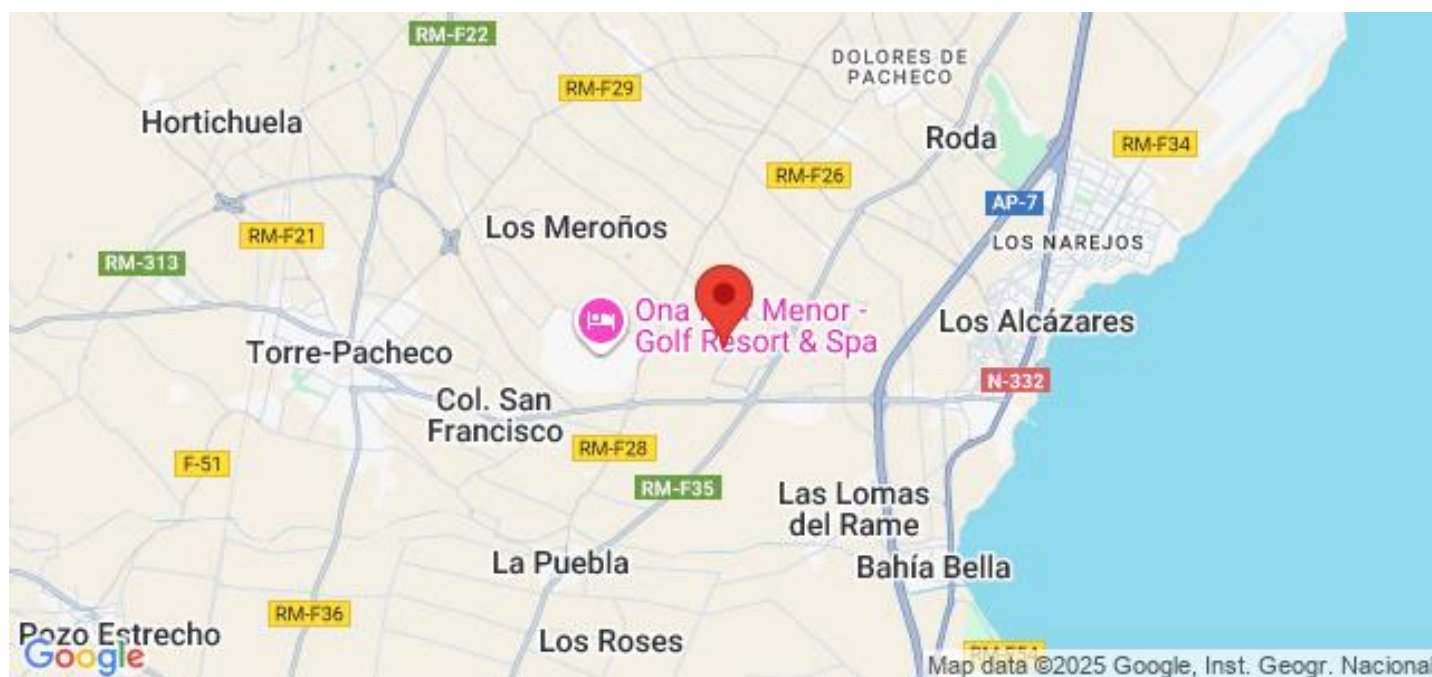 RM-F22
DOLORES DE
PACHECO
RM-F29
Hortichuela
Roda
RM-F34
RM-F26
AP-7
Los Meroños
RM-F21
LOS NAREJOS
RM-313
Ona Menor -
Golf Resort & Spa
Los Alcázares
Torre-Pacheco
N-332
Col. San
Francisco
RM-F28
F-51
RM-F35
Las Lomas
del Rame
La Puebla
Bahía Bella
RM-F36
Pozo Estrecho
Los Roses
RM-F54
Google
Map data ©2025 Google, Inst. Geogr. Nacional